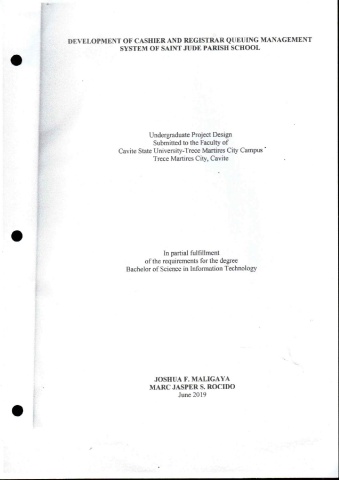 DEVELOPMENT OF CASHIER AND REGISTRAR QUEUING MANAGEMENT
SYSTEM OF SAINT JUDE PARISH SCHOOL
Undergraduate Project Design
Submitted to the Faculty of
Cavite State University-Trece Martires City Campus
Trece Martires City, Cavite
In partial fulfillment
of the requirements for the degree
Bachelor of Science in Information Technology
JOSHUA F. MALIGAYA
MARC JASPER S. ROCIDO
June 2019